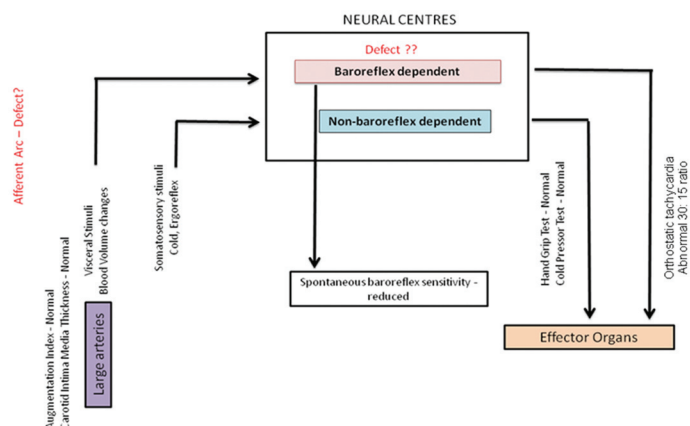 NEURAL CENTRES
Defect ??
Baroreflex dependent
Non-baroreflex dependent
Afferent Arc – Defect?
Augmentation Index - Normal
Carotid Intima Media Thickness - Normal
Large arteries
Visceral Stimuli
Blood Volume changes
Somatosensory stimuli
Cold, Ergoreflex
Spontaneous baroreflex sensitivity -
reduced
Hand Grip Test - Normal
Cold Pressor Test - Normal
Orthostatic tachycardia
Abnormal 30: 15 ratio
Effector Organs